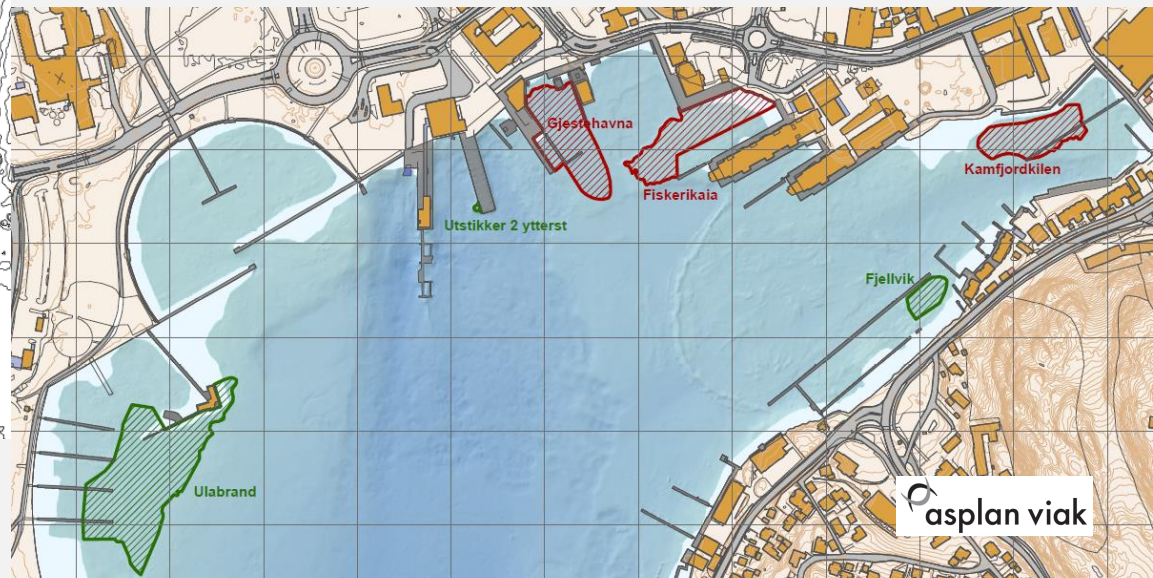 Gjestehavna
Fiskerikaia
Kamfjordkilen
Utstikker 2 ytterst
Fjellvik
Ulabrand
asplan viak